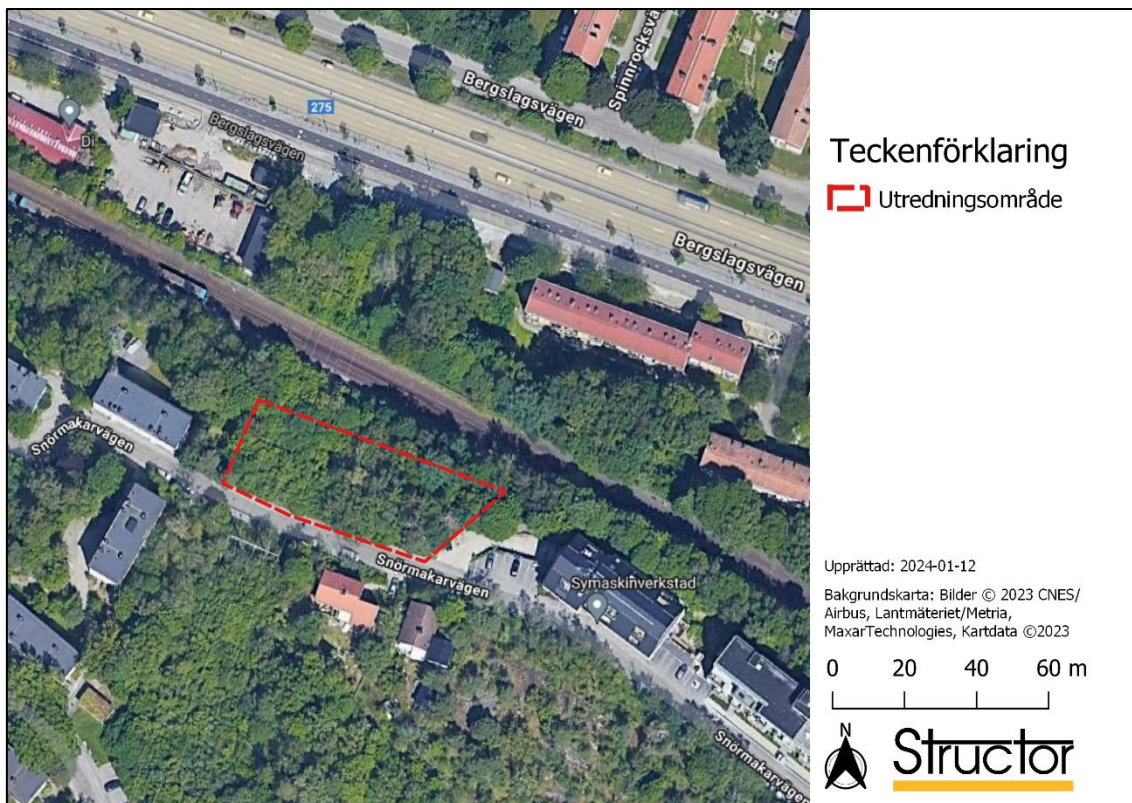 Bergslagsvägen
Spinnrocksvä
275
Bergslagsvägen
Di
Bergslagsvägen
Snörmakarvägen
Snörmakarvägen
Symaskinverkstad
Snörmakarvägen
Teckenförklaring
Utredningsområde
Upprättad: 2024-01-12
Bakgrundskarta: Bilder © 2023 CNES/
Airbus, Lantmäteriet/Metria,
MaxarTechnologies, Kartdata ©2023
0 20 40 60 m
N
Structor